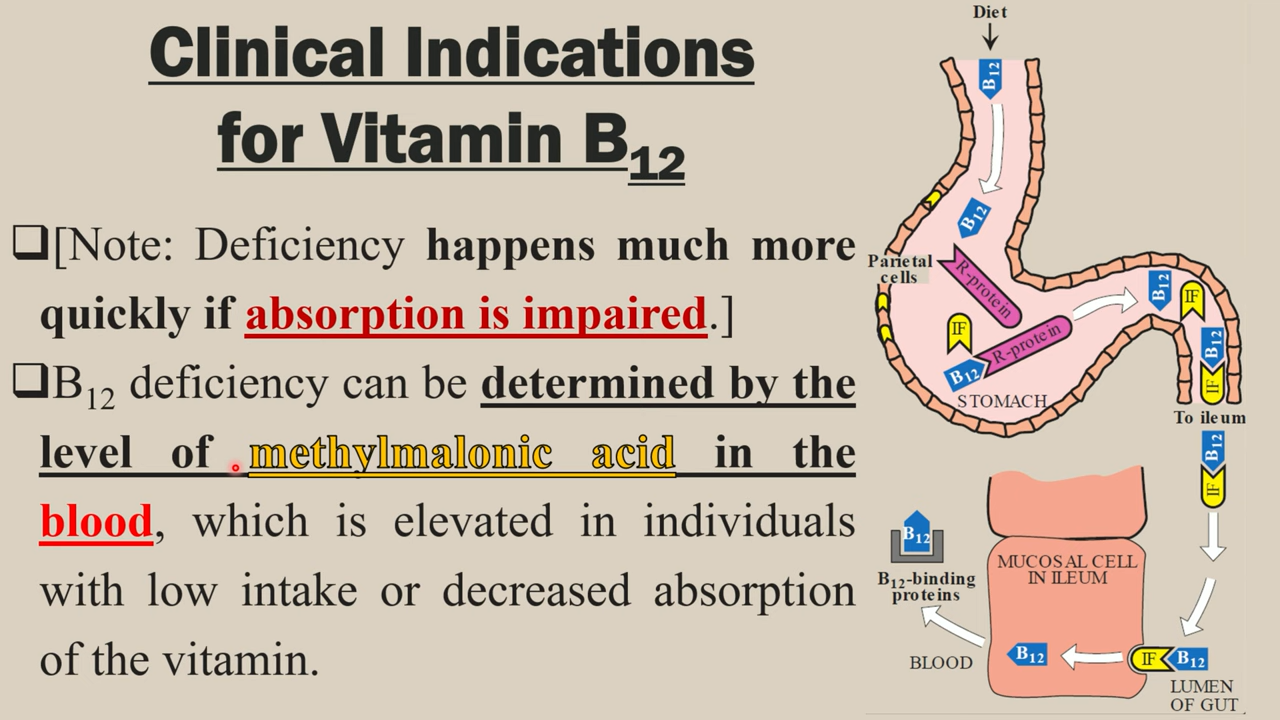 Clinical Indications
for Vitamin B12
❑[Note: Deficiency happens much more
quickly if absorption is impaired.]
❑B12 deficiency can be determined by the
level of methylmalonic acid in the
blood, which is elevated in individuals
with low intake or decreased absorption
of the vitamin.
Diet
B12
B12
Parietal
cells
R-protein
IF
B12
R-protein
STOMACH
B12
IF
B12
IF
To ileum
B12
IF
MUCOSAL CELL
IN ILEUM
B12
B12-binding
proteins
BLOOD
B12
IF
B12
LUMEN
OF GUT